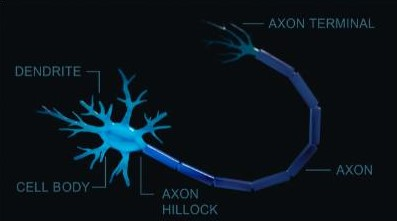 AXON TERMINAL
DENDRITE
AXON
CELL BODY
AXON
HILLOCK